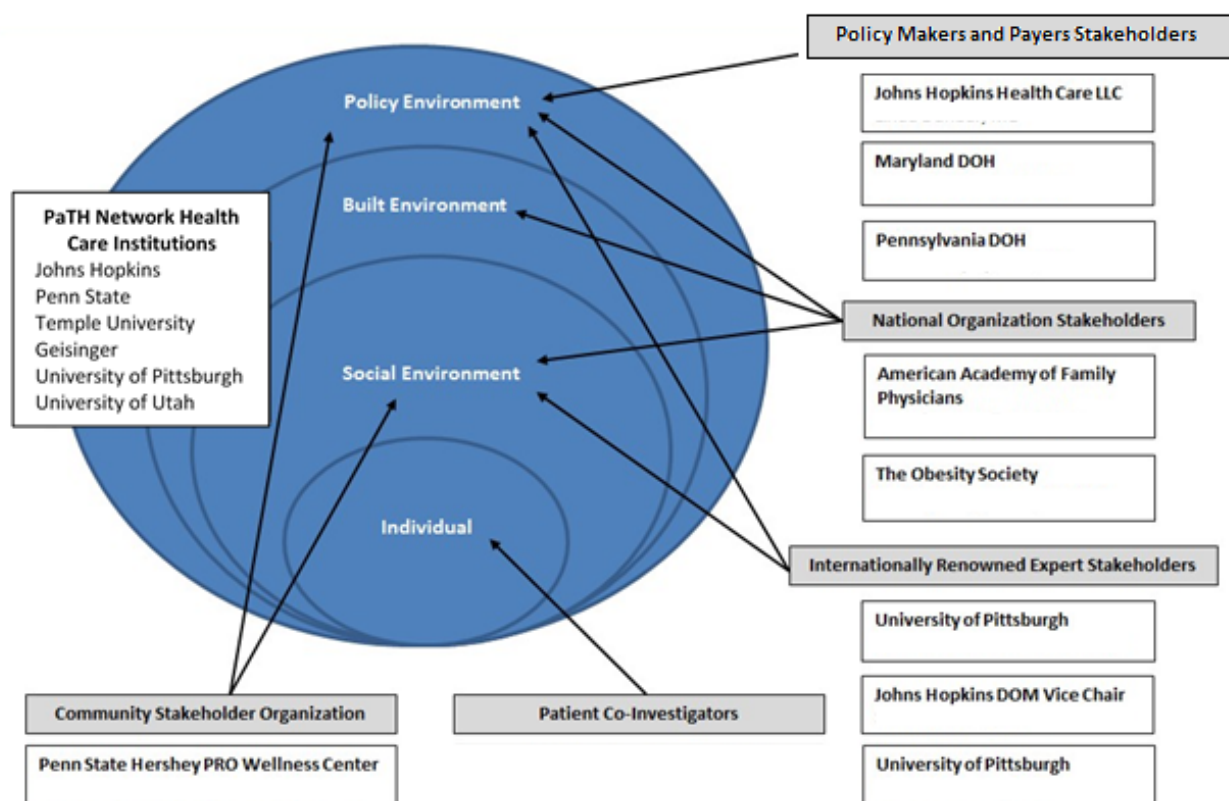 Policy Makers and Payers Stakeholders
Johns Hopkins Health Care LLC
Maryland DOH
Pennsylvania DOH
Policy Environment
Built Environment
Social Environment
Individual
PaTH Network Health
Care Institutions
Johns Hopkins
Penn State
Temple University
Geisinger
University of Pittsburgh
University of Utah
National Organization Stakeholders
American Academy of Family
Physicians
The Obesity Society
Internationally Renowned Expert Stakeholders
University of Pittsburgh
Johns Hopkins DOM Vice Chair
University of Pittsburgh
Community Stakeholder Organization
Penn State Hershey PRO Wellness Center
Patient Co-Investigators